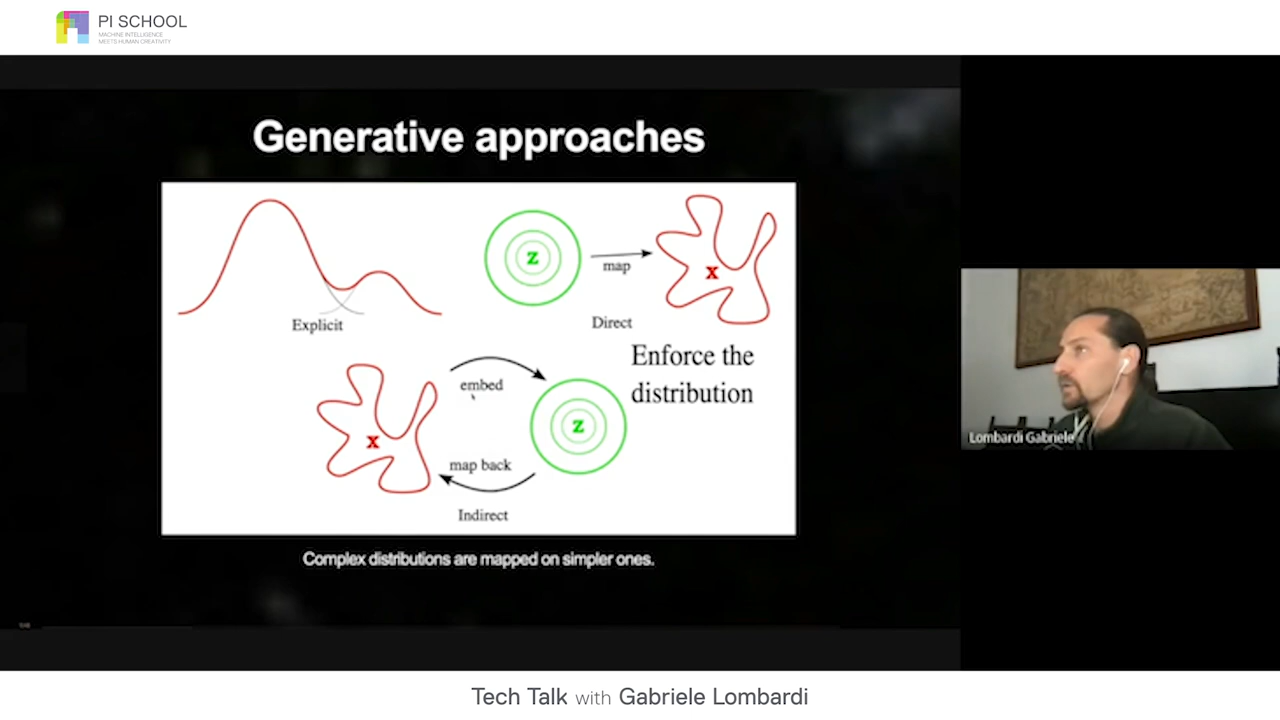 PI SCHOOL
MACHINE INTELLIGENCE
MEETS HUMAN CREATIVITY
Generative approaches
Explicit
z
map
x
Direct
Enforce the
distribution
x
embed
z
map back
Indirect
Complex distributions are mapped on simpler ones.
Lombardi Gabriele
Tech Talk with Gabriele Lombardi